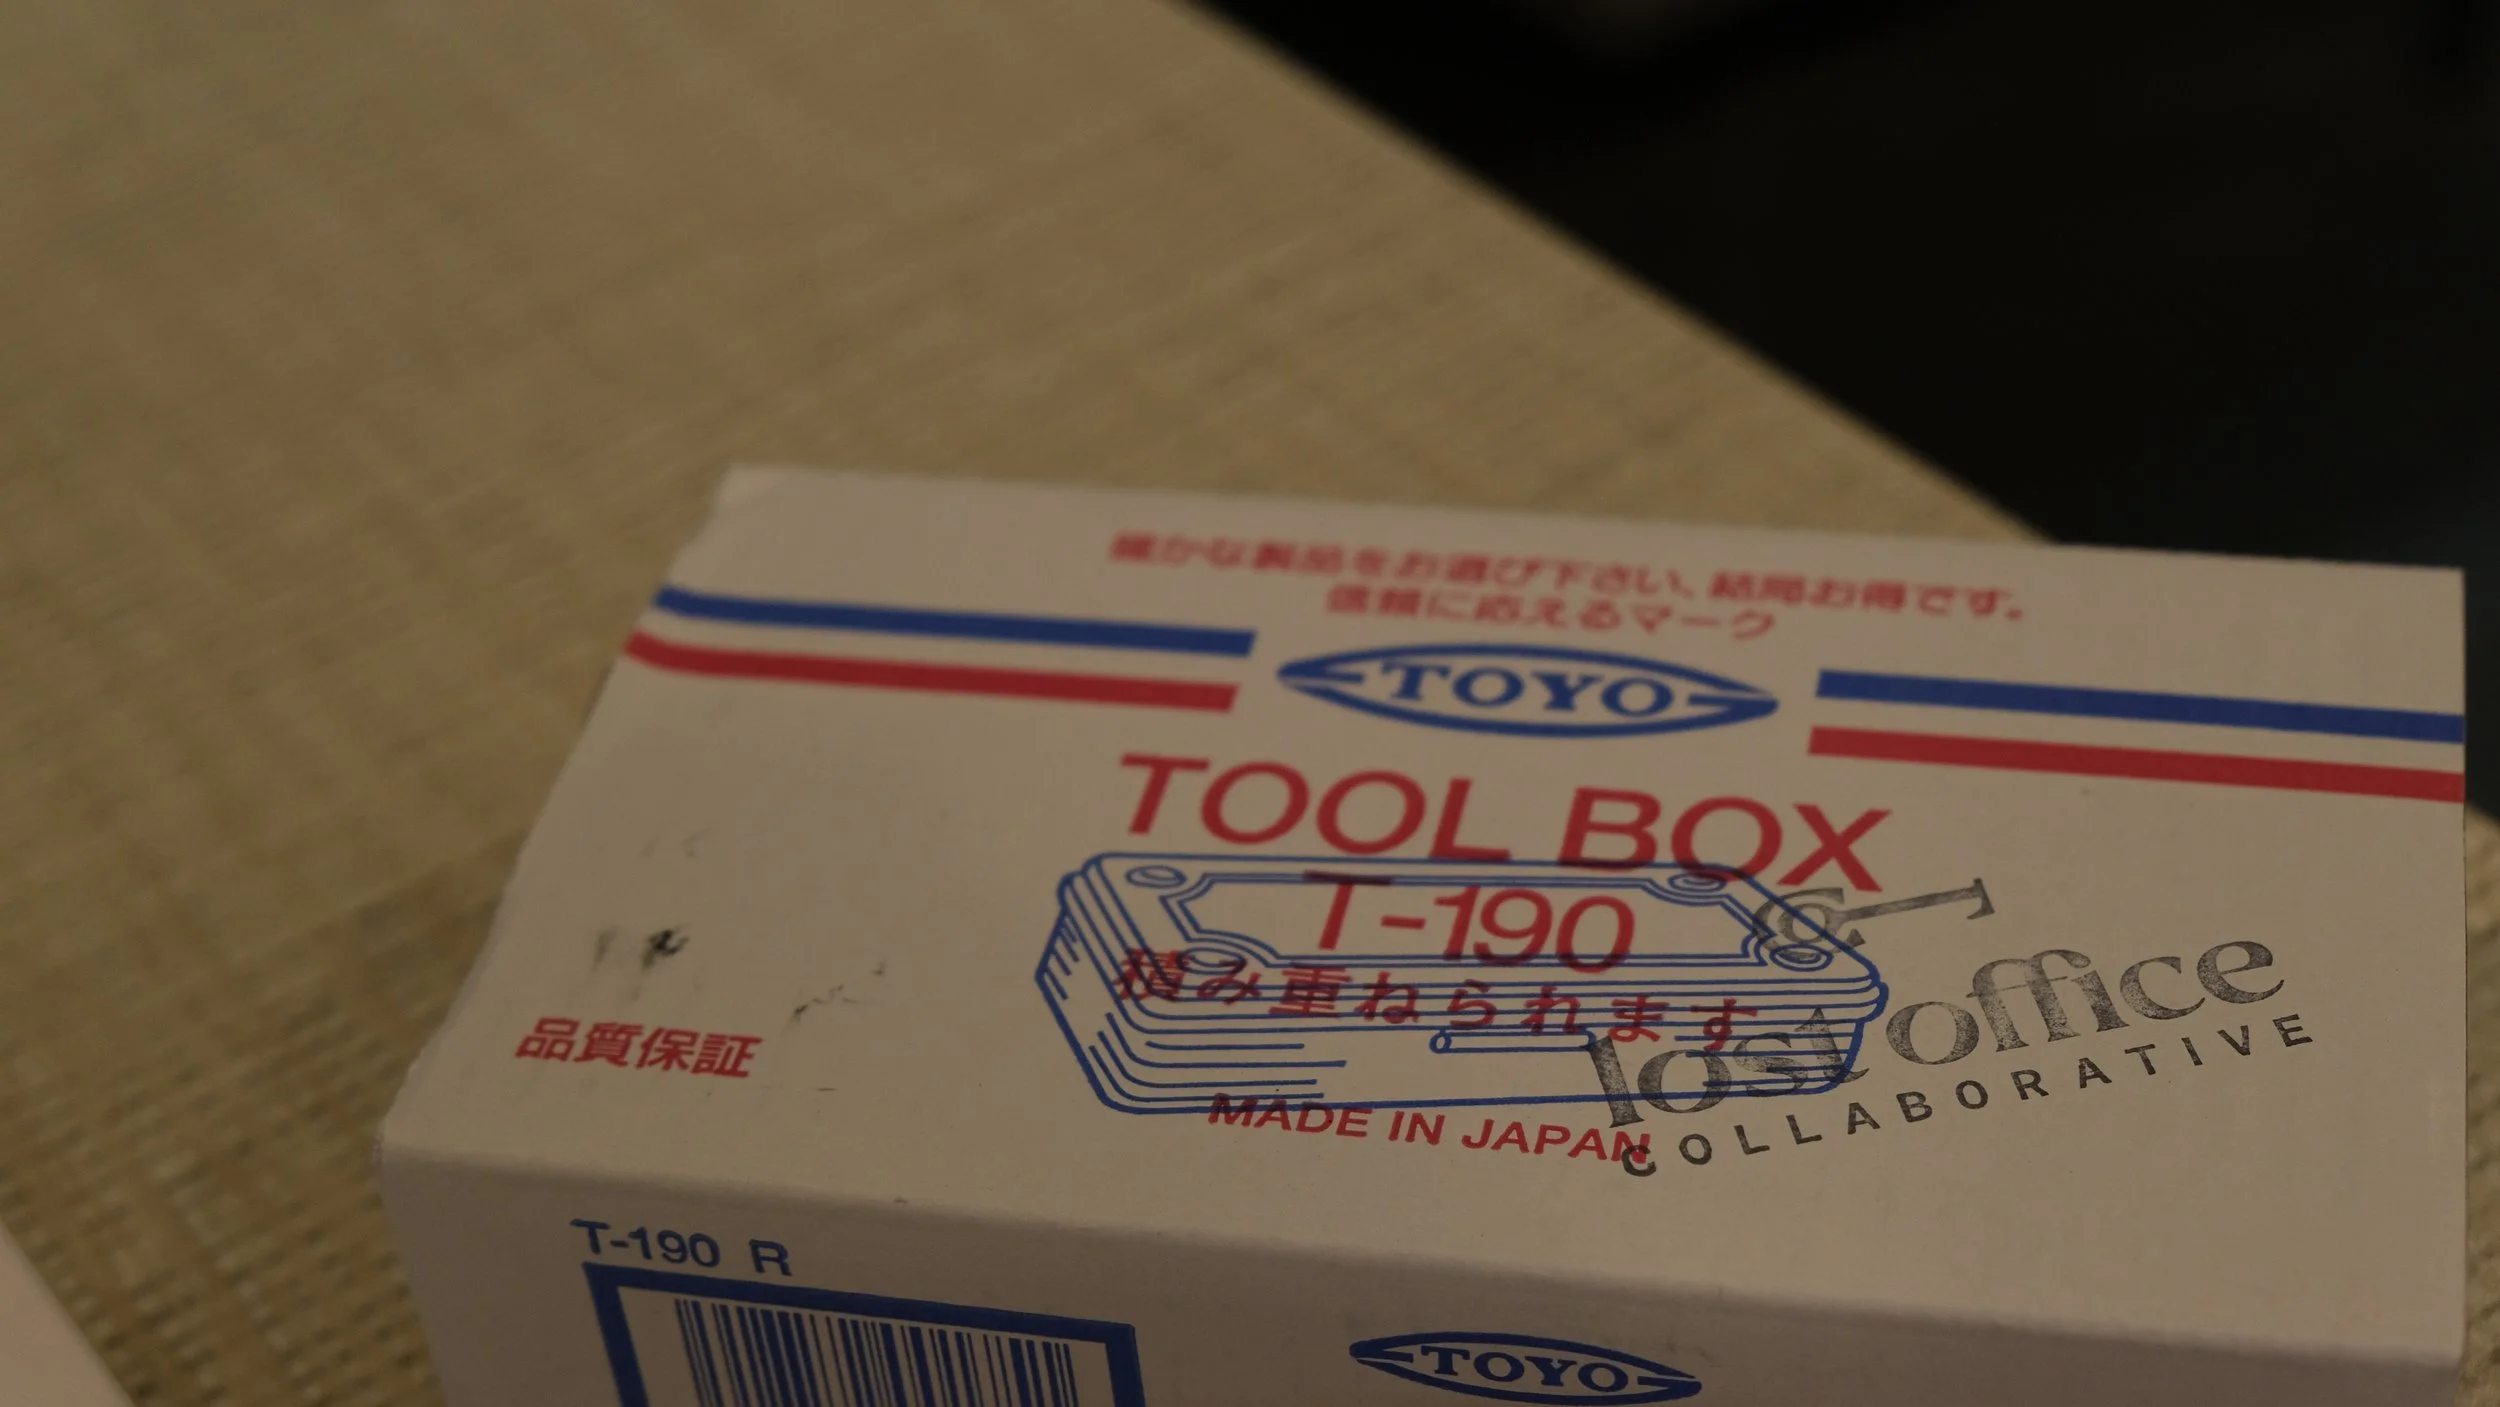 確かな製品をお選び下さい、結局お得です。
信頼に応えるマーク
TOYO
TOOL BOX
T-190
積み重ねられます
品質保証
MADE IN JAPAN
&
lost office
COLLABORATIVE
T-190 R
TOYO